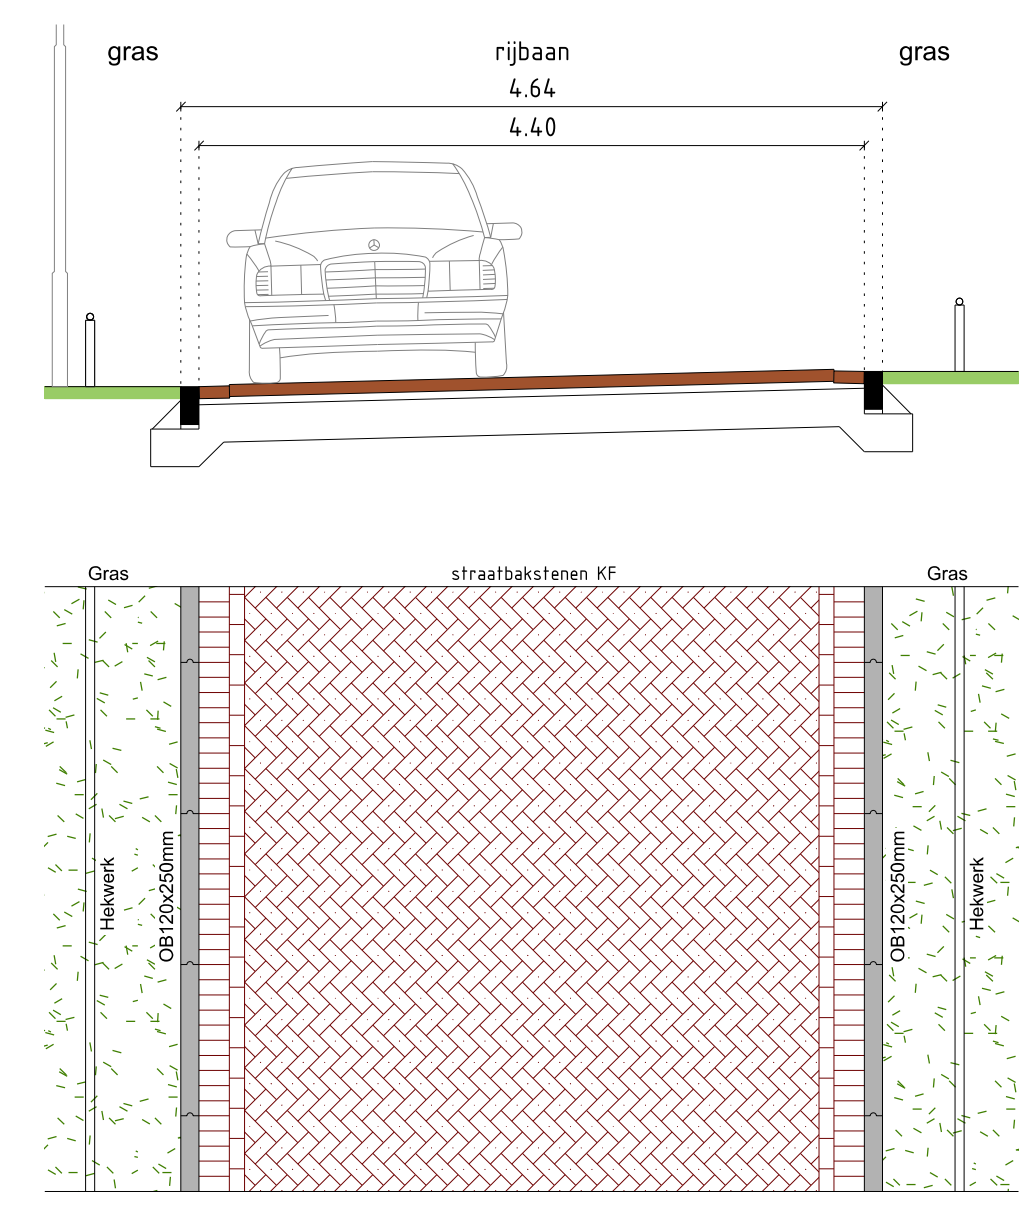 gras
rijbaan
gras
4.64
4.40
Gras
straatbakstenen KF
Gras
Hekwerk
OB120x250mm
OB120x250mm
Hekwerk